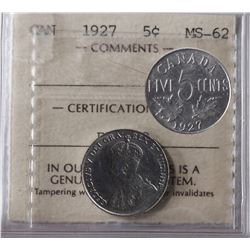 CAN 1927 5¢ MS-62
— COMMENTS —
CANADA
FIVE 5 CENTS
1927
— CERTIFICATION
IN OU
S IS A
GENU
TEM.
Tampering w
invalidates